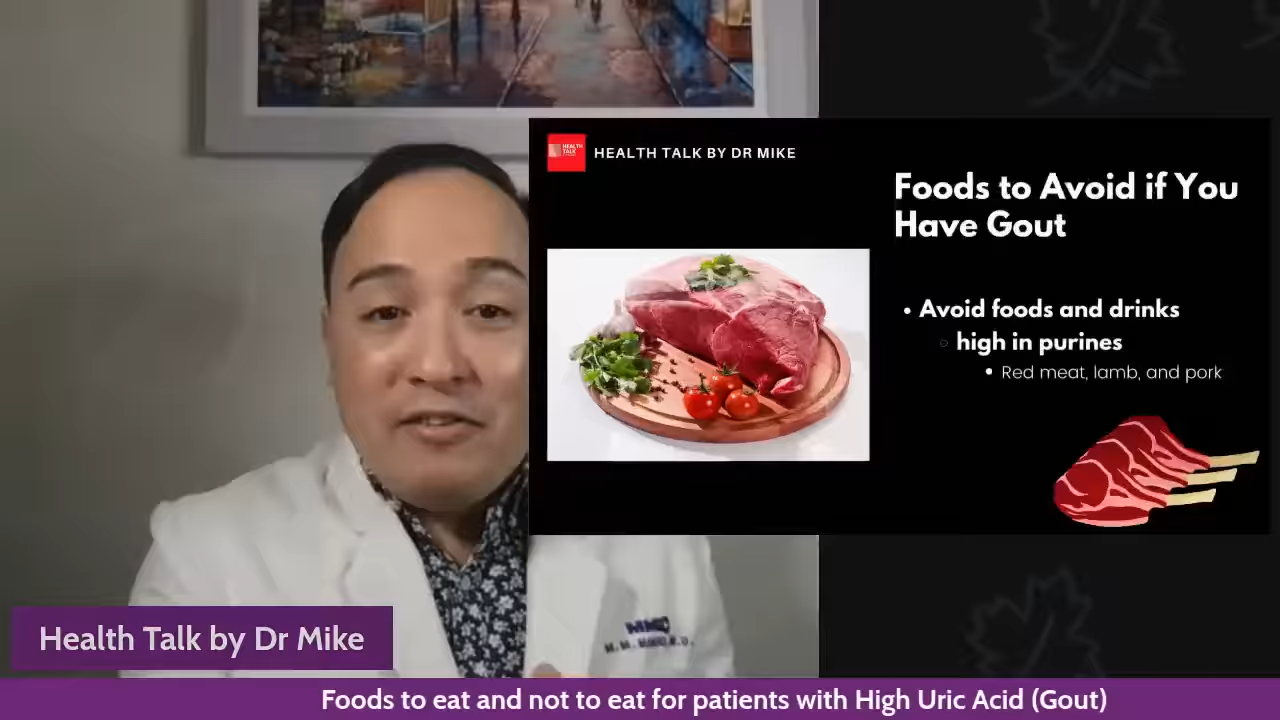 HEALTH TALK BY DR MIKE
HEALTH
TALK
Foods to Avoid if You
Have Gout
• Avoid foods and drinks
◦ high in purines
• Red meat, lamb, and pork
Health Talk by Dr Mike
Foods to eat and not to eat for patients with High Uric Acid (Gout)